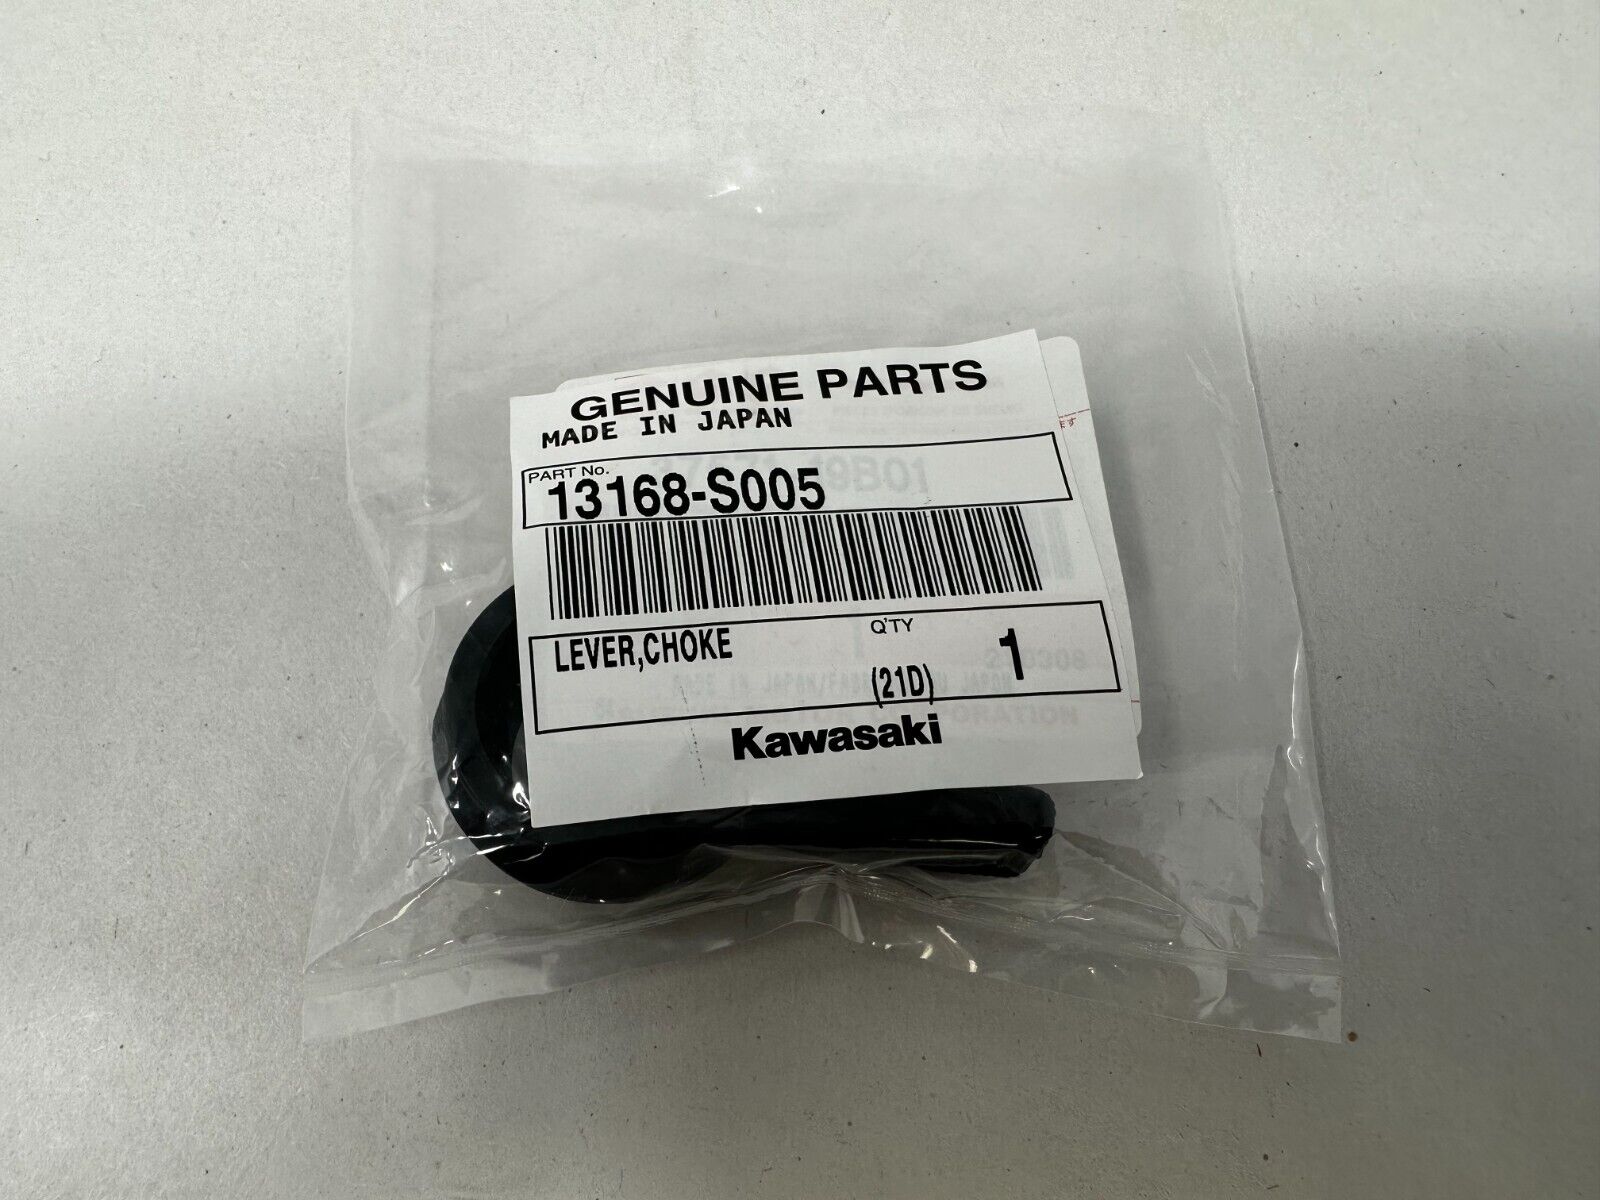 GENUINE PARTS
MADE IN JAPAN
PART No.
13168-S005
LEVER,CHOKE
Q'TY
1
(21D)
Kawasaki